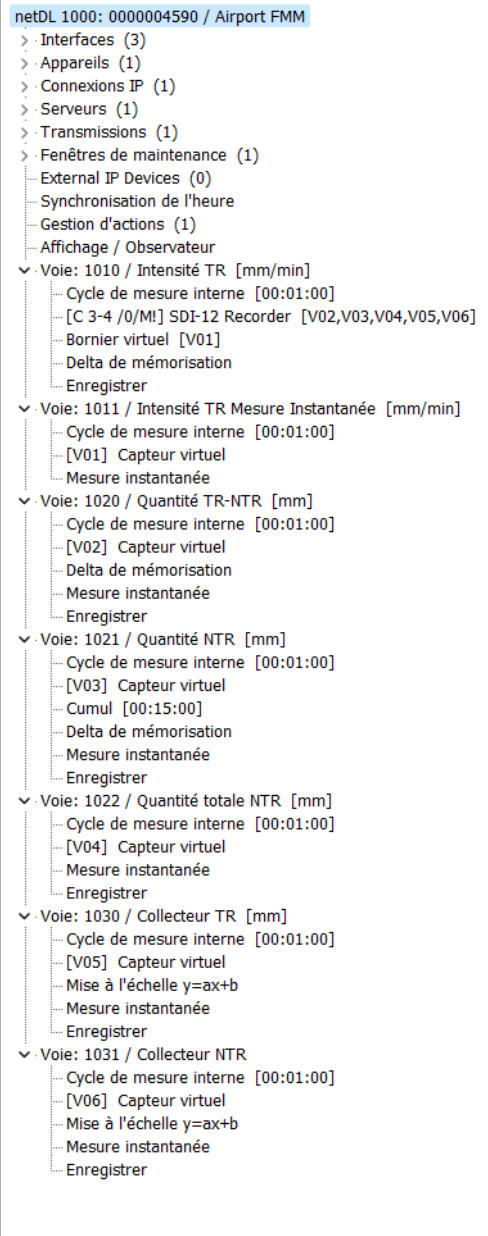 netDL 1000: 0000004590 / Airport FMM
Interfaces (3)
Appareils (1)
Connexions IP (1)
Serveurs (1)
Transmissions (1)
Fenêtres de maintenance (1)
External IP Devices (0)
Synchronisation de l'heure
Gestion d'actions (1)
Affichage / Observateur
Voie: 1010 / Intensité TR [mm/min]
Cycle de mesure interne [00:01:00]
[C 3-4 /0/M!] SDI-12 Recorder [V02,V03,V04,V05,V06]
Bornier virtuel [V01]
Delta de mémorisation
Enregistrer
Voie: 1011 / Intensité TR Mesure Instantanée [mm/min]
Cycle de mesure interne [00:01:00]
[V01] Capteur virtuel
Mesure instantanée
Voie: 1020 / Quantité TR-NTR [mm]
Cycle de mesure interne [00:01:00]
[V02] Capteur virtuel
Delta de mémorisation
Mesure instantanée
Enregistrer
Voie: 1021 / Quantité NTR [mm]
Cycle de mesure interne [00:01:00]
[V03] Capteur virtuel
Cumul [00:15:00]
Delta de mémorisation
Mesure instantanée
Enregistrer
Voie: 1022 / Quantité totale NTR [mm]
Cycle de mesure interne [00:01:00]
[V04] Capteur virtuel
Mesure instantanée
Enregistrer
Voie: 1030 / Collecteur TR [mm]
Cycle de mesure interne [00:01:00]
[V05] Capteur virtuel
Mise à l'échelle y=ax+b
Mesure instantanée
Enregistrer
Voie: 1031 / Collecteur NTR
Cycle de mesure interne [00:01:00]
[V06] Capteur virtuel
Mise à l'échelle y=ax+b
Mesure instantanée
Enregistrer